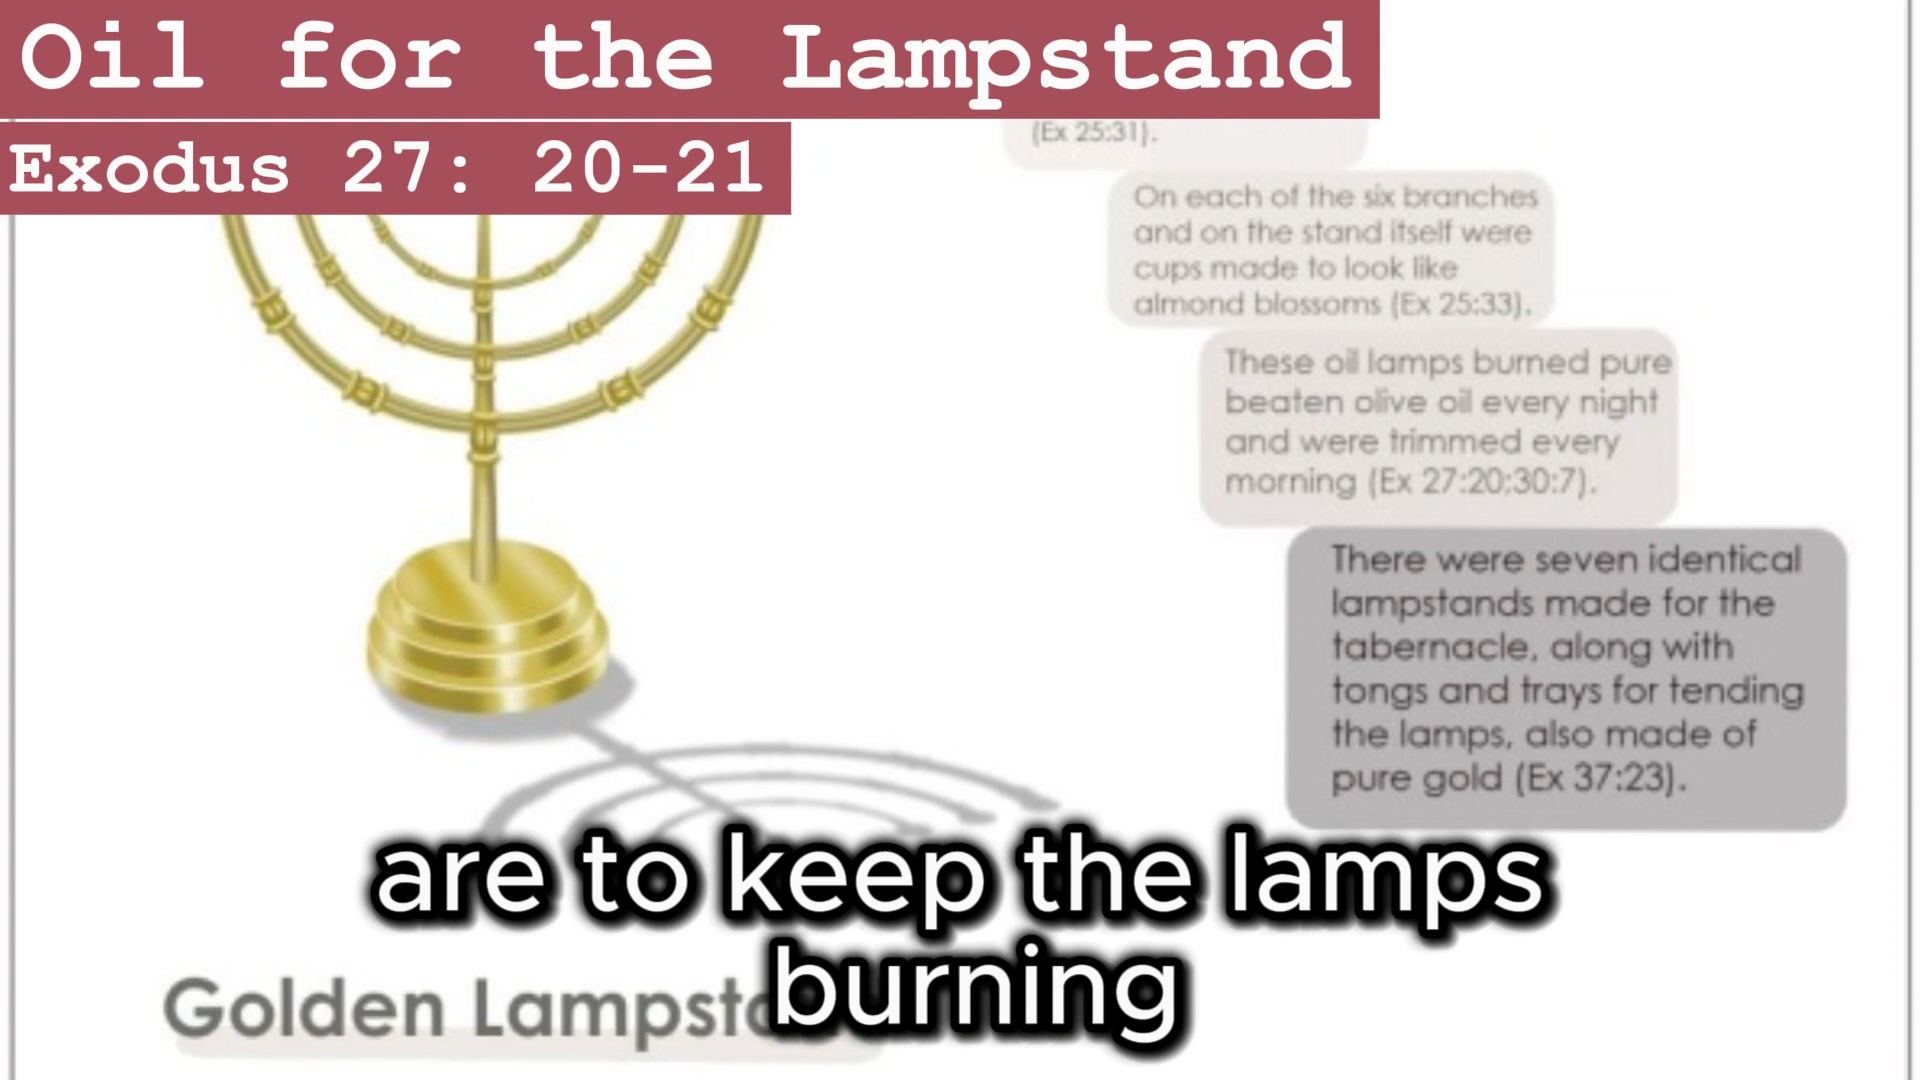 Oil for the Lampstand
Exodus 27: 20-21
(Ex 25:31).
On each of the six branches
and on the stand itself were
cups made to look like
almond blossoms (Ex 25:33).
These oil lamps burned pure
beaten olive oil every night
and were trimmed every
morning (Ex 27:20;30:7).
There were seven identical
lampstands made for the
tabernacle, along with
tongs and trays for tending
the lamps, also made of
pure gold (Ex 37:23).
are to keep the lamps
burning
Golden Lampsta